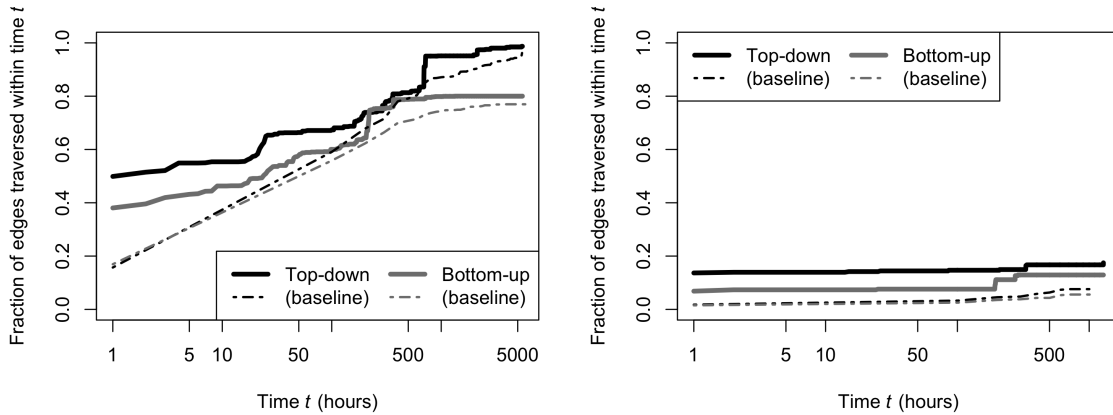 Fraction of edges traversed within time t
1.0
0.8
0.6
0.4
0.2
0.0
Top-down Bottom-up
(baseline) (baseline)
1 5 10 50 500 5000
Time t (hours)
Fraction of edges traversed within time t
1.0
0.8
0.6
0.4
0.2
0.0
Top-down Bottom-up
(baseline) (baseline)
1 5 10 50 500
Time t (hours)